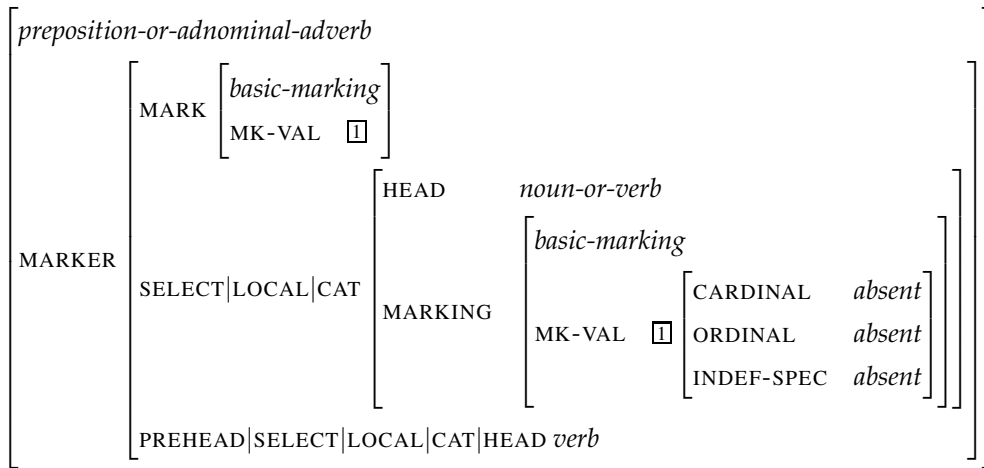 preposition-or-adnominal-adverb
MARK basic-marking
MK-VAL 1
HEAD noun-or-verb
basic-marking
MARKER
SELECT|LOCAL|CAT
MARKING
MK-VAL 1
CARDINAL absent
ORDINAL absent
INDEF-SPEC absent
PREHEAD|SELECT|LOCAL|CAT|HEAD verb